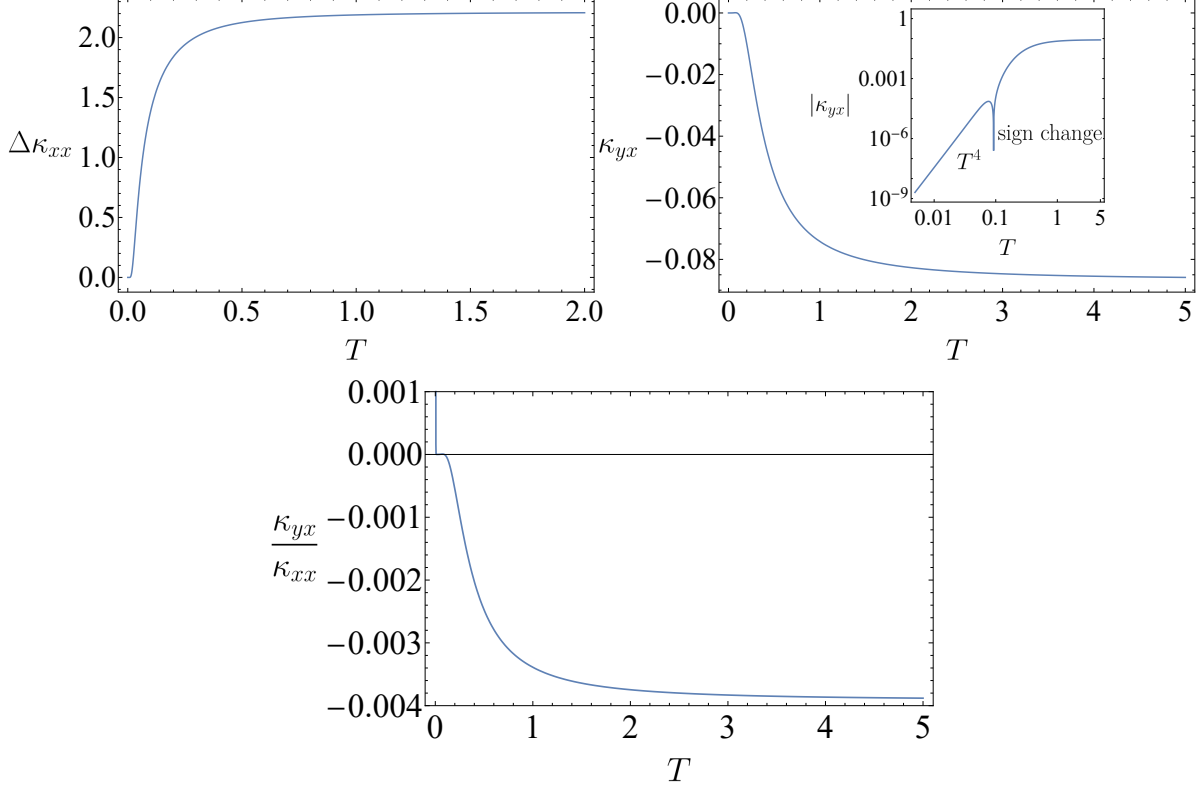 2.0
1.5
1.0
0.5
0.0
Δκxx
0.0 0.5 1.0 1.5 2.0
T
0.00
−0.02
−0.04
−0.06
−0.08
κyx
0 1 2 3 4 5
T
1
0.001
10^−6
10^−9
|κyx|
sign change
T^4
0.01 0.1 1 5
T
0.001
0.000
−0.001
−0.002
−0.003
−0.004
κyx
κxx
0 1 2 3 4 5
T